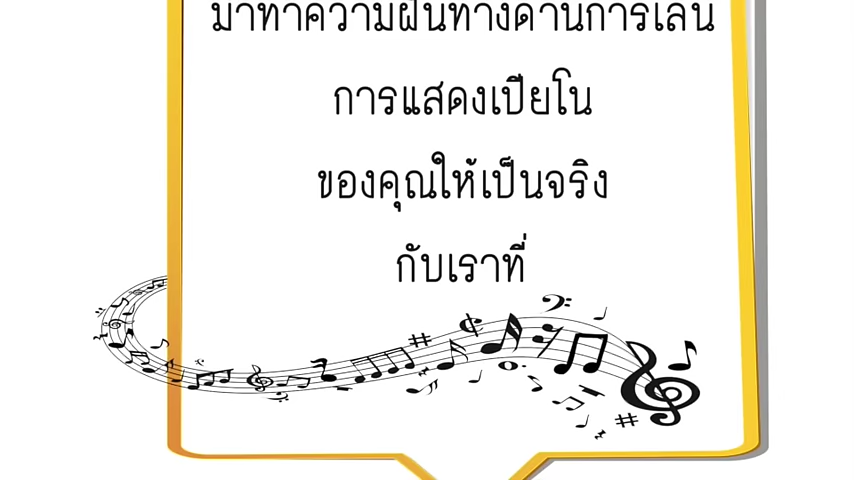 มาทำความฝันทางด้านการเล่น
การแสดงเปียโน
ของคุณให้เป็นจริง
กับเราที่